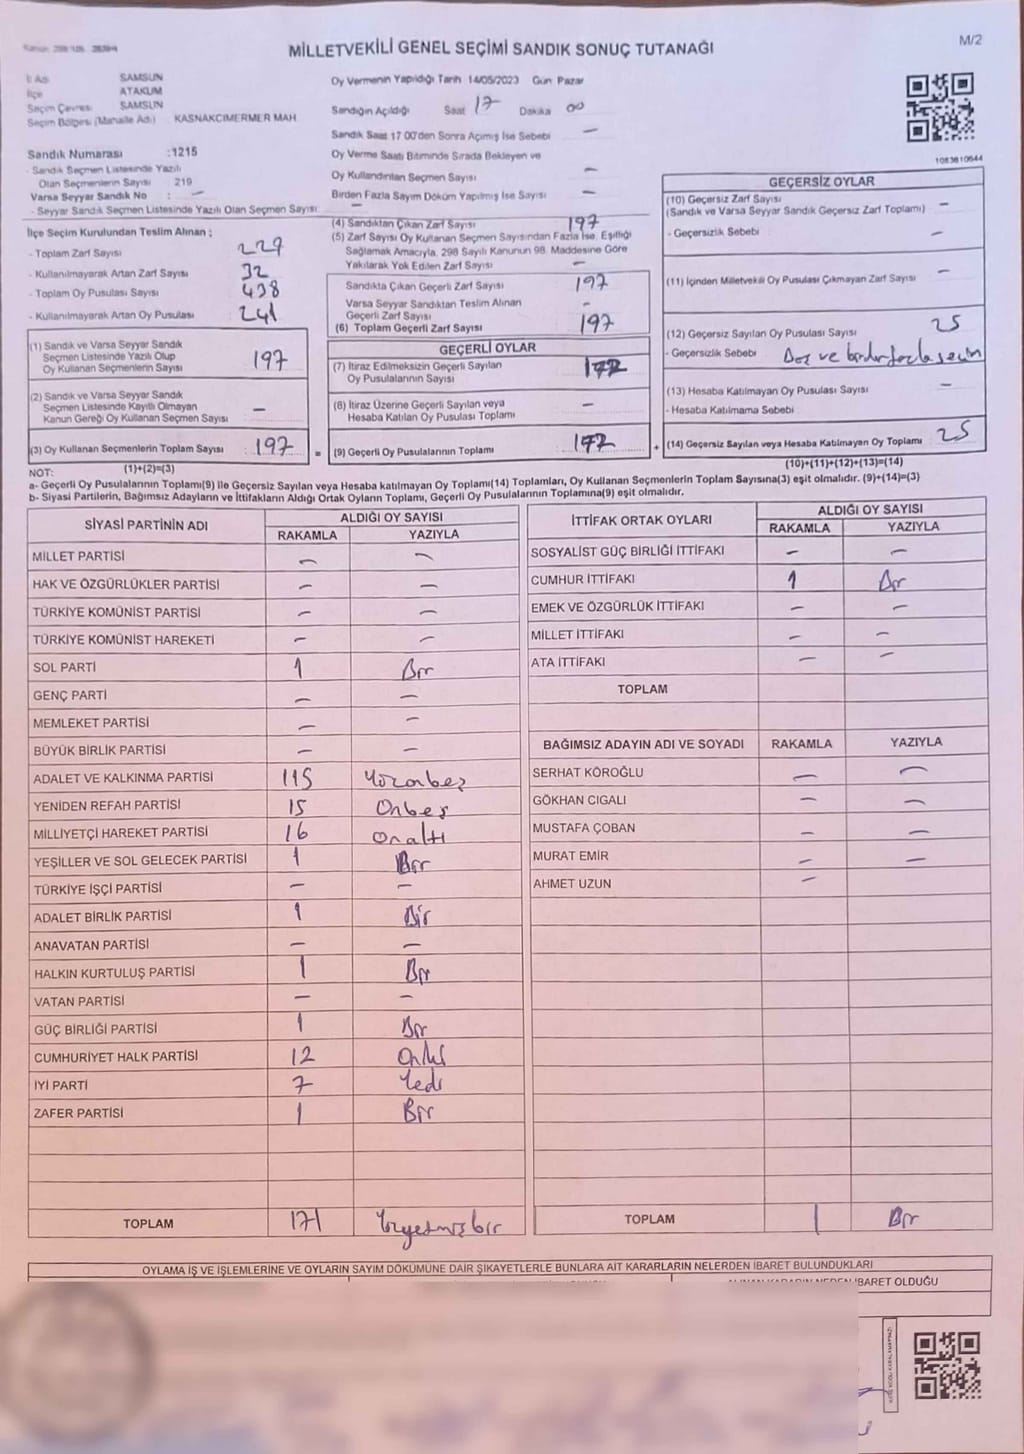 MİLLETVEKİLİ GENEL SEÇİMİ SANDIK SONUÇ TUTANAĞI
M/2
İl Adı SAMSUN
İlçe ATAKUM
Seçim Çevresi SAMSUN
Seçim Bölgesi (Mahalle Adı) KASNAKCIMERMER MAH
Sandık Numarası :1215
- Sandık Seçmen Listesinde Yazılı
Olan Seçmenlerin Sayısı 219
Varsa Seyyar Sandık No : –
- Seyyar Sandık Seçmen Listesinde Yazılı Olan Seçmen Sayısı –
İlçe Seçim Kurulundan Teslim Alınan ;
- Toplam Zarf Sayısı 229
- Kullanılmayarak Artan Zarf Sayısı 32
- Toplam Oy Pusulası Sayısı 438
- Kullanılmayarak Artan Oy Pusulası 241
(1) Sandık ve Varsa Seyyar Sandık
Seçmen Listesinde Yazılı Olup
Oy Kullanan Seçmenlerin Sayısı 197
(2) Sandık ve Varsa Seyyar Sandık
Seçmen Listesinde Kayıtlı Olmayan
Kanun Gereği Oy Kullanan Seçmen Sayısı –
(3) Oy Kullanan Seçmenlerin Toplam Sayısı 197
(1)+(2)=(3)
Oy Vermenin Yapıldığı Tarih 14/05/2023 Gün Pazar
Sandığın Açıldığı Saat 17 Dakika 00
Sandık Saat 17 00'den Sonra Açımış İse Sebebi –
Oy Verme Saati Bitiminde Sırada Bekleyen ve
Oy Kullandırılan Seçmen Sayısı –
Birden Fazla Sayım Döküm Yapılmış İse Sayısı –
(4) Sandıktan Çıkan Zarf Sayısı 197
(5) Zarf Sayısı Oy Kullanan Seçmen Sayısından Fazla İse, Eşitliği
Sağlamak Amacıyla, 298 Sayılı Kanunun 98. Maddesine Göre
Yakılarak Yok Edilen Zarf Sayısı –
Sandıkta Çıkan Geçerli Zarf Sayısı 197
Varsa Seyyar Sandıktan Teslim Alınan
Geçerli Zarf Sayısı –
(6) Toplam Geçerli Zarf Sayısı 197
GEÇERLİ OYLAR
(7) İtiraz Edilmeksizin Geçerli Sayılan
Oy Pusulalarının Sayısı 172
(8) İtiraz Üzerine Geçerli Sayılan veya
Hesaba Katılan Oy Pusulası Toplamı –
= (9) Geçerli Oy Pusulalarının Toplamı 172 +
1083610644
GEÇERSİZ OYLAR
(10) Geçersiz Zarf Sayısı
(Sandık ve Varsa Seyyar Sandık Geçersiz Zarf Toplamı) –
- Geçersizlik Sebebi –
(11) İçinden Milletvekili Oy Pusulası Çıkmayan Zarf Sayısı –
(12) Geçersiz Sayılan Oy Pusulası Sayısı 25
- Geçersizlik Sebebi
(13) Hesaba Katılmayan Oy Pusulası Sayısı –
- Hesaba Katılmama Sebebi
(14) Geçersiz Sayılan veya Hesaba Katılmayan Oy Toplamı 25
(10)+(11)+(12)+(13)=(14)
NOT:
a- Geçerli Oy Pusulalarının Toplamı(9) ile Geçersiz Sayılan veya Hesaba katılmayan Oy Toplamı(14) Toplamları, Oy Kullanan Seçmenlerin Toplam Sayısına(3) eşit olmalıdır. (9)+(14)=(3)
b- Siyasi Partilerin, Bağımsız Adayların ve İttifakların Aldığı Ortak Oyların Toplamı, Geçerli Oy Pusulalarının Toplamına(9) eşit olmalıdır.
SİYASİ PARTİNİN ADI ALDIĞI OY SAYISI
RAKAMLA YAZIYLA
MİLLET PARTİSİ – –
HAK VE ÖZGÜRLÜKLER PARTİSİ – –
TÜRKİYE KOMÜNİST PARTİSİ – –
TÜRKİYE KOMÜNİST HAREKETİ – –
SOL PARTİ 1 Bir
GENÇ PARTİ – –
MEMLEKET PARTİSİ – –
BÜYÜK BİRLİK PARTİSİ – –
ADALET VE KALKINMA PARTİSİ 115 Yüzonbeş
YENİDEN REFAH PARTİSİ 15 Onbeş
MİLLİYETÇİ HAREKET PARTİSİ 16 Onaltı
YEŞİLLER VE SOL GELECEK PARTİSİ 1 Bir
TÜRKİYE İŞÇİ PARTİSİ – –
ADALET BİRLİK PARTİSİ 1 Bir
ANAVATAN PARTİSİ – –
HALKIN KURTULUŞ PARTİSİ 1 Bir
VATAN PARTİSİ – –
GÜÇ BİRLİĞİ PARTİSİ 1 Bir
CUMHURİYET HALK PARTİSİ 12 Oniki
İYİ PARTİ 7 Yedi
ZAFER PARTİSİ 1 Bir
TOPLAM 171 Yüzyetmişbir
İTTİFAK ORTAK OYLARI ALDIĞI OY SAYISI
RAKAMLA YAZIYLA
SOSYALİST GÜÇ BİRLİĞİ İTTİFAKI – –
CUMHUR İTTİFAKI 1 Bir
EMEK VE ÖZGÜRLÜK İTTİFAKI – –
MİLLET İTTİFAKI – –
ATA İTTİFAKI – –
TOPLAM
BAĞIMSIZ ADAYIN ADI VE SOYADI RAKAMLA YAZIYLA
SERHAT KÖROĞLU – –
GÖKHAN CIGALI – –
MUSTAFA ÇOBAN – –
MURAT EMİR – –
AHMET UZUN –
TOPLAM 1 Bir
OYLAMA İŞ VE İŞLEMLERİNE VE OYLARIN SAYIM DÖKÜMÜNE DAİR ŞİKAYETLERLE BUNLARA AİT KARARLARIN NELERDEN İBARET BULUNDUKLARI
İBARET OLDUĞU